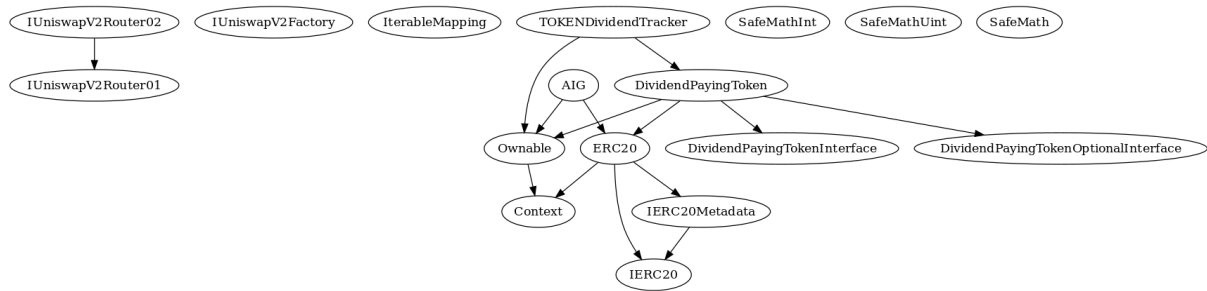 IUniswapV2Router02
IUniswapV2Factory
IterableMapping
TOKENDividendTracker
SafeMathInt
SafeMathUint
SafeMath
IUniswapV2Router01
AIG
DividendPayingToken
Ownable
ERC20
DividendPayingTokenInterface
DividendPayingTokenOptionalInterface
Context
IERC20Metadata
IERC20